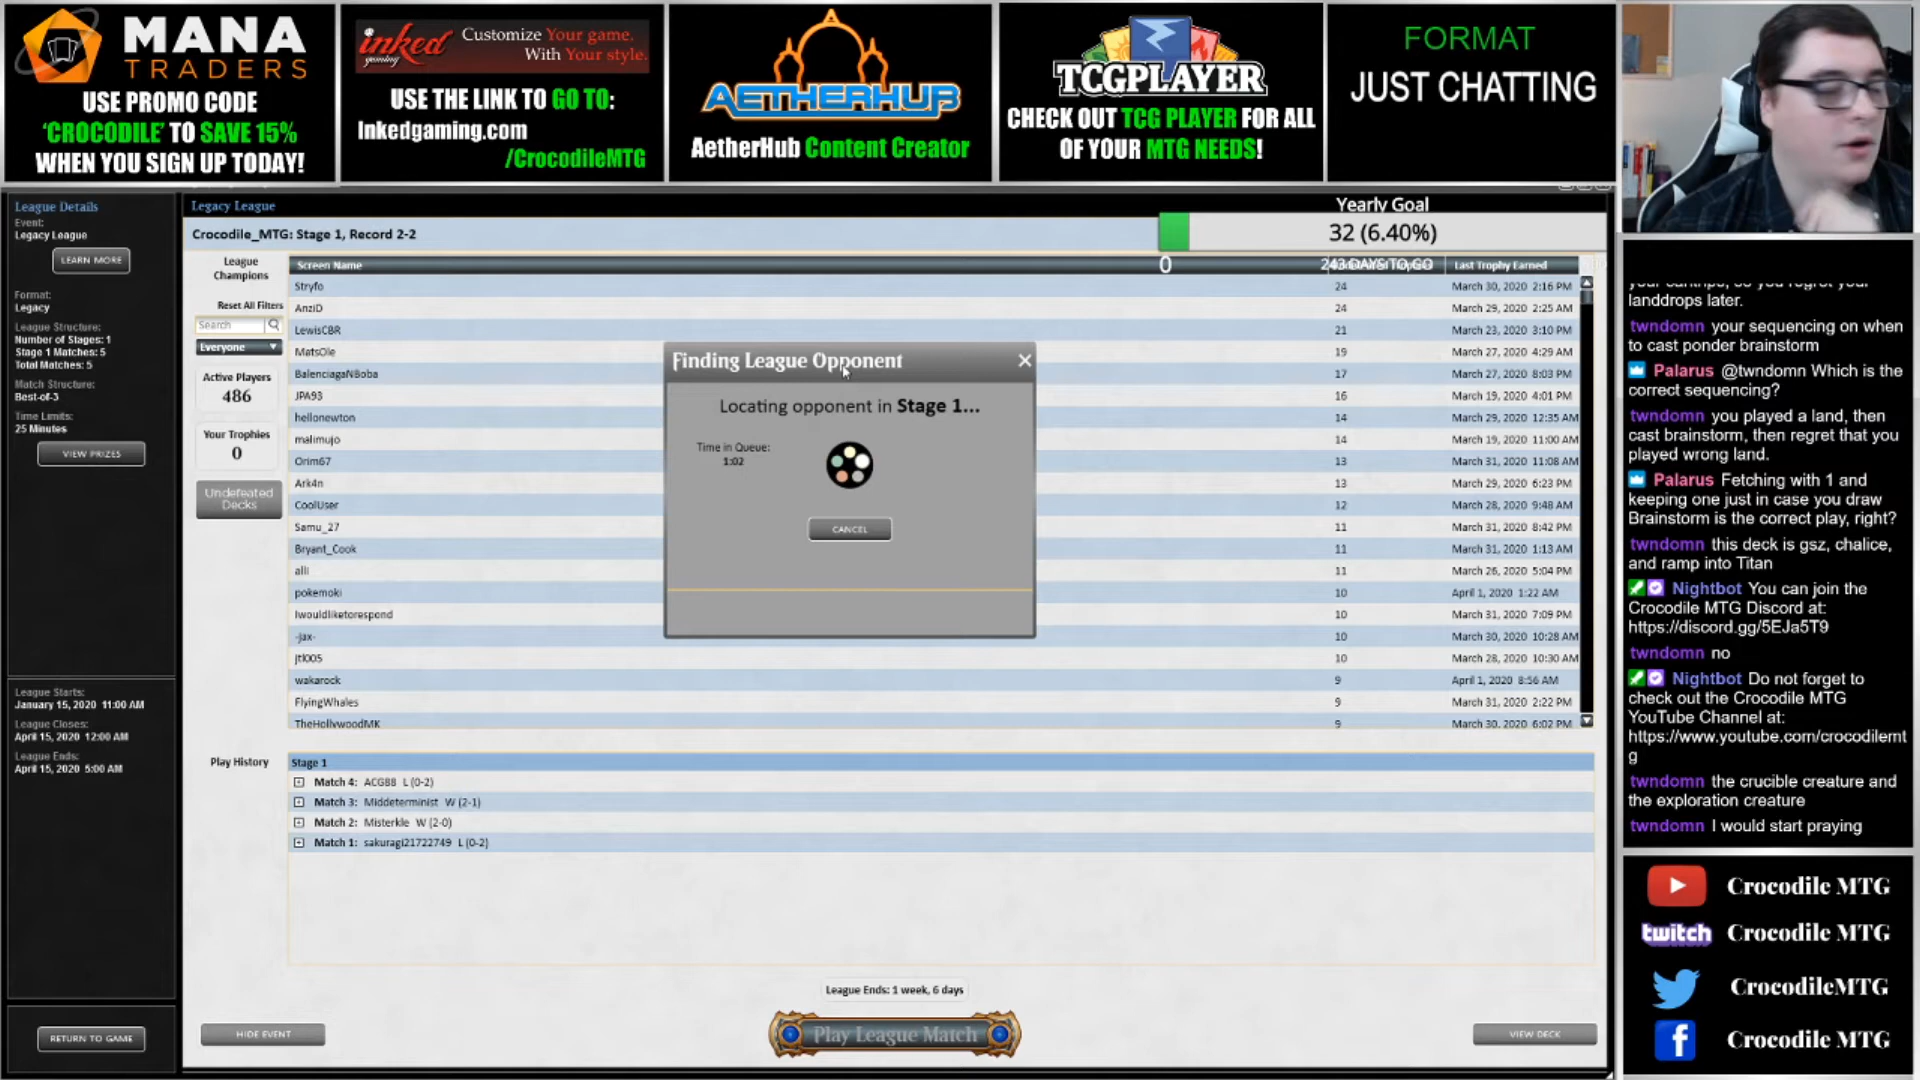 MANA
TRADERS
USE PROMO CODE
'CROCODILE' TO SAVE 15%
WHEN YOU SIGN UP TODAY!
inked
gaming
Customize Your game.
With Your style.
USE THE LINK TO GO TO:
Inkedgaming.com
/CrocodileMTG
AETHERHUB
AetherHub Content Creator
TCGPLAYER
CHECK OUT TCG PLAYER FOR ALL
OF YOUR MTG NEEDS!
FORMAT
JUST CHATTING
League Details
Event:
Legacy League
LEARN MORE
Format:
Legacy
League Structure:
Number of Stages: 1
Stage 1 Matches: 5
Total Matches: 5
Match Structure:
Best-of-3
Time Limits:
25 Minutes
VIEW PRIZES
League Starts:
January 15, 2020 11:00 AM
League Closes:
April 15, 2020 12:00 AM
League Ends:
April 15, 2020 5:00 AM
RETURN TO GAME
Legacy League
Crocodile_MTG: Stage 1, Record 2-2
Yearly Goal
32 (6.40%)
0
243 DAYS TO GO
League
Champions
Reset All Filters
Search
Everyone
Active Players
486
Your Trophies
0
Undefeated
Decks
Screen Name Last Trophy Earned
Stryfo 24 March 30, 2020 2:16 PM
AnziD 24 March 29, 2020 2:25 AM
LewisCBR 21 March 23, 2020 3:10 PM
MatsOle 19 March 27, 2020 4:29 AM
BalenciagaNBoba 17 March 27, 2020 8:03 PM
JPA93 16 March 19, 2020 4:01 PM
hellonewton 14 March 29, 2020 12:35 AM
malimujo 14 March 19, 2020 11:00 AM
Orim67 13 March 31, 2020 11:08 AM
Ark4n 13 March 29, 2020 6:23 PM
CoolUser 12 March 28, 2020 9:48 AM
Samu_27 11 March 31, 2020 8:42 PM
Bryant_Cook 11 March 31, 2020 1:13 AM
alli 11 March 26, 2020 5:04 PM
pokemoki 10 April 1, 2020 1:22 AM
Iwouldliketorespond 10 March 31, 2020 7:09 PM
-jax- 10 March 30, 2020 10:28 AM
jtl005 10 March 28, 2020 10:30 AM
wakarock 9 April 1, 2020 8:56 AM
FlyingWhales 9 March 31, 2020 2:22 PM
TheHollywoodMK 9 March 30, 2020 6:02 PM
Finding League Opponent
Locating opponent in Stage 1...
Time in Queue:
1:02
CANCEL
Play History
Stage 1
Match 4: ACG88 L (0-2)
Match 3: Middeterminist W (2-1)
Match 2: Misterkle W (2-0)
Match 1: sakuragi21722749 L (0-2)
League Ends: 1 week, 6 days
HIDE EVENT
Play League Match
VIEW DECK
your cantrips, so you regret your
landdrops later.
twndomn your sequencing on when
to cast ponder brainstorm
Palarus @twndomn Which is the
correct sequencing?
twndomn you played a land, then
cast brainstorm, then regret that you
played wrong land.
Palarus Fetching with 1 and
keeping one just in case you draw
Brainstorm is the correct play, right?
twndomn this deck is gsz, chalice,
and ramp into Titan
Nightbot You can join the
Crocodile MTG Discord at:
https://discord.gg/5EJa5T9
twndomn no
Nightbot Do not forget to
check out the Crocodile MTG
YouTube Channel at:
https://www.youtube.com/crocodilemt
g
twndomn the crucible creature and
the exploration creature
twndomn I would start praying
Crocodile MTG
twitch Crocodile MTG
CrocodileMTG
Crocodile MTG